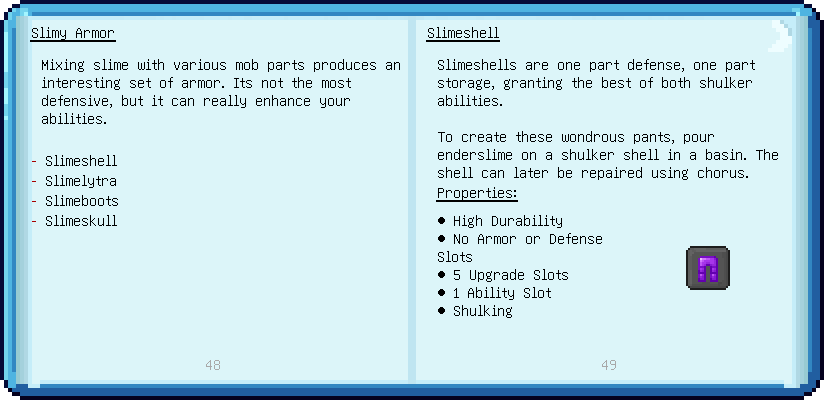 Slimy Armor
Mixing slime with various mob parts produces an
interesting set of armor. Its not the most
defensive, but it can really enhance your
abilities.
- Slimeshell
- Slimelytra
- Slimeboots
- Slimeskull
48
Slimeshell
Slimeshells are one part defense, one part
storage, granting the best of both shulker
abilities.
To create these wondrous pants, pour
enderslime on a shulker shell in a basin. The
shell can later be repaired using chorus.
Properties:
● High Durability
● No Armor or Defense
Slots
● 5 Upgrade Slots
● 1 Ability Slot
● Shulking
49